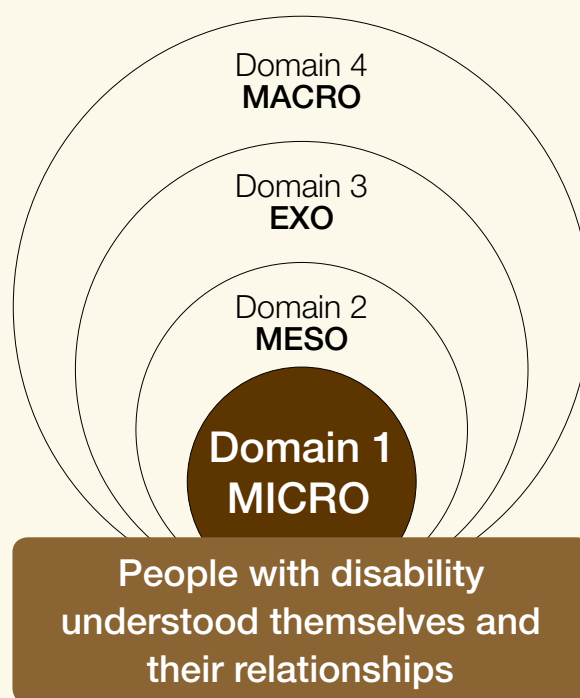 Domain 4
MACRO
Domain 3
EXO
Domain 2
MESO
Domain 1
MICRO
People with disability
understood themselves and
their relationships